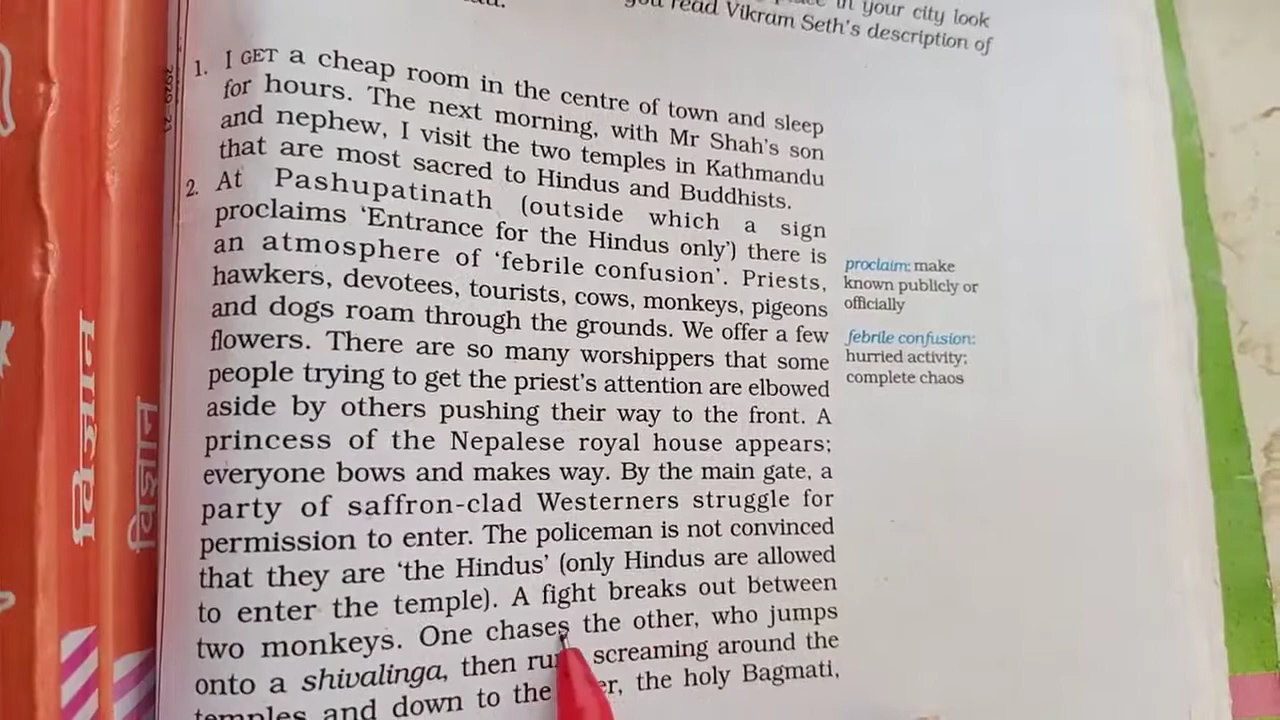 in your city look
you read Vikram Seth's description of
1. I GET a cheap room in the centre of town and sleep
for hours. The next morning, with Mr Shah's son
and nephew, I visit the two temples in Kathmandu
that are most sacred to Hindus and Buddhists.
2. At Pashupatinath (outside which a sign
proclaims 'Entrance for the Hindus only') there is
an atmosphere of 'febrile confusion'. Priests,
hawkers, devotees, tourists, cows, monkeys, pigeons
and dogs roam through the grounds. We offer a few
flowers. There are so many worshippers that some
people trying to get the priest's attention are elbowed
aside by others pushing their way to the front. A
princess of the Nepalese royal house appears;
everyone bows and makes way. By the main gate, a
party of saffron-clad Westerners struggle for
permission to enter. The policeman is not convinced
that they are 'the Hindus' (only Hindus are allowed
to enter the temple). A fight breaks out between
two monkeys. One chases the other, who jumps
onto a shivalinga, then screaming around the
temples and down to the the holy Bagmati,
proclaim: make
known publicly or
officially
febrile confusion:
hurried activity;
complete chaos
विज्ञान
विज्ञान